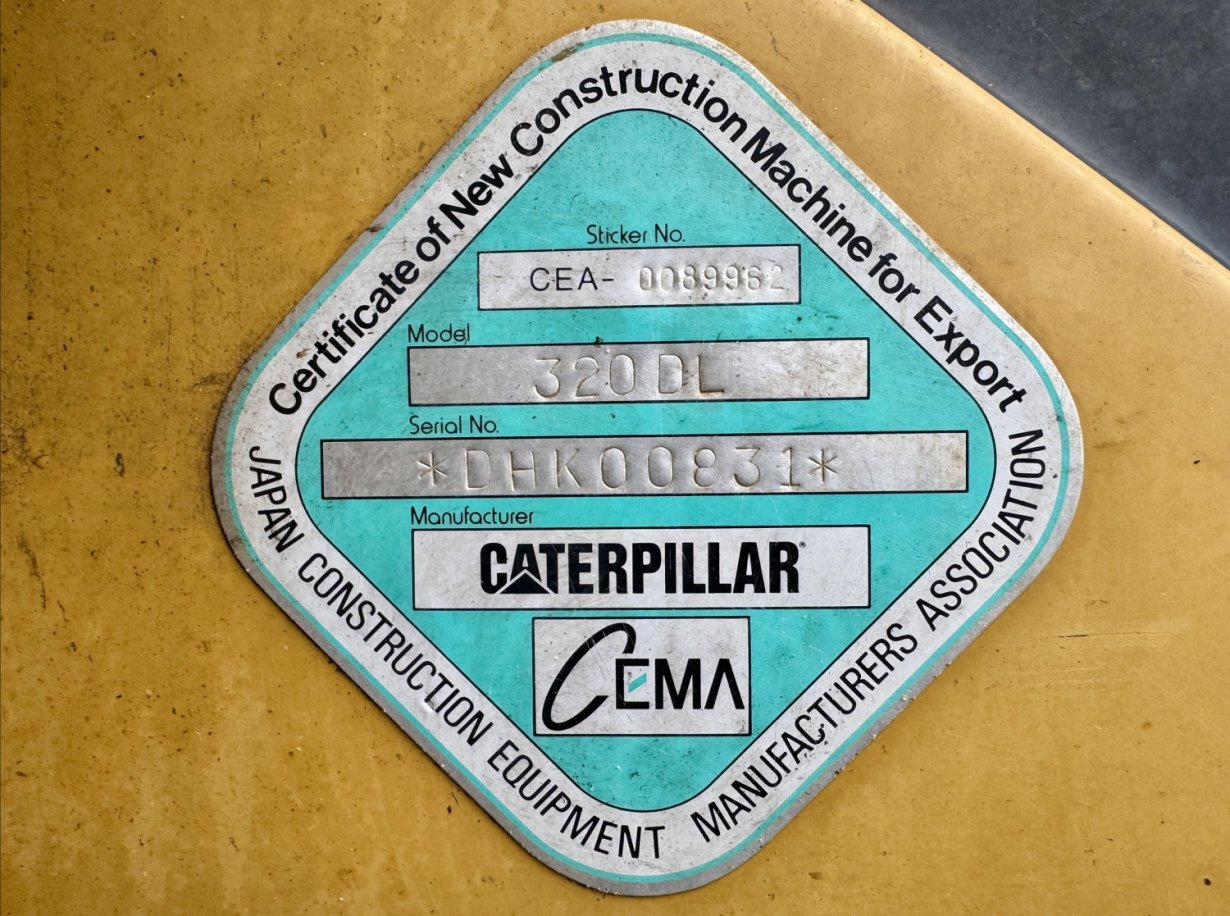 Certificate of New Construction Machine for Export
Sticker No.
CEA- 0089962
Model
320DL
Serial No.
*DHK00831*
Manufacturer
CATERPILLAR®
CEMA
JAPAN CONSTRUCTION EQUIPMENT MANUFACTURERS ASSOCIATION